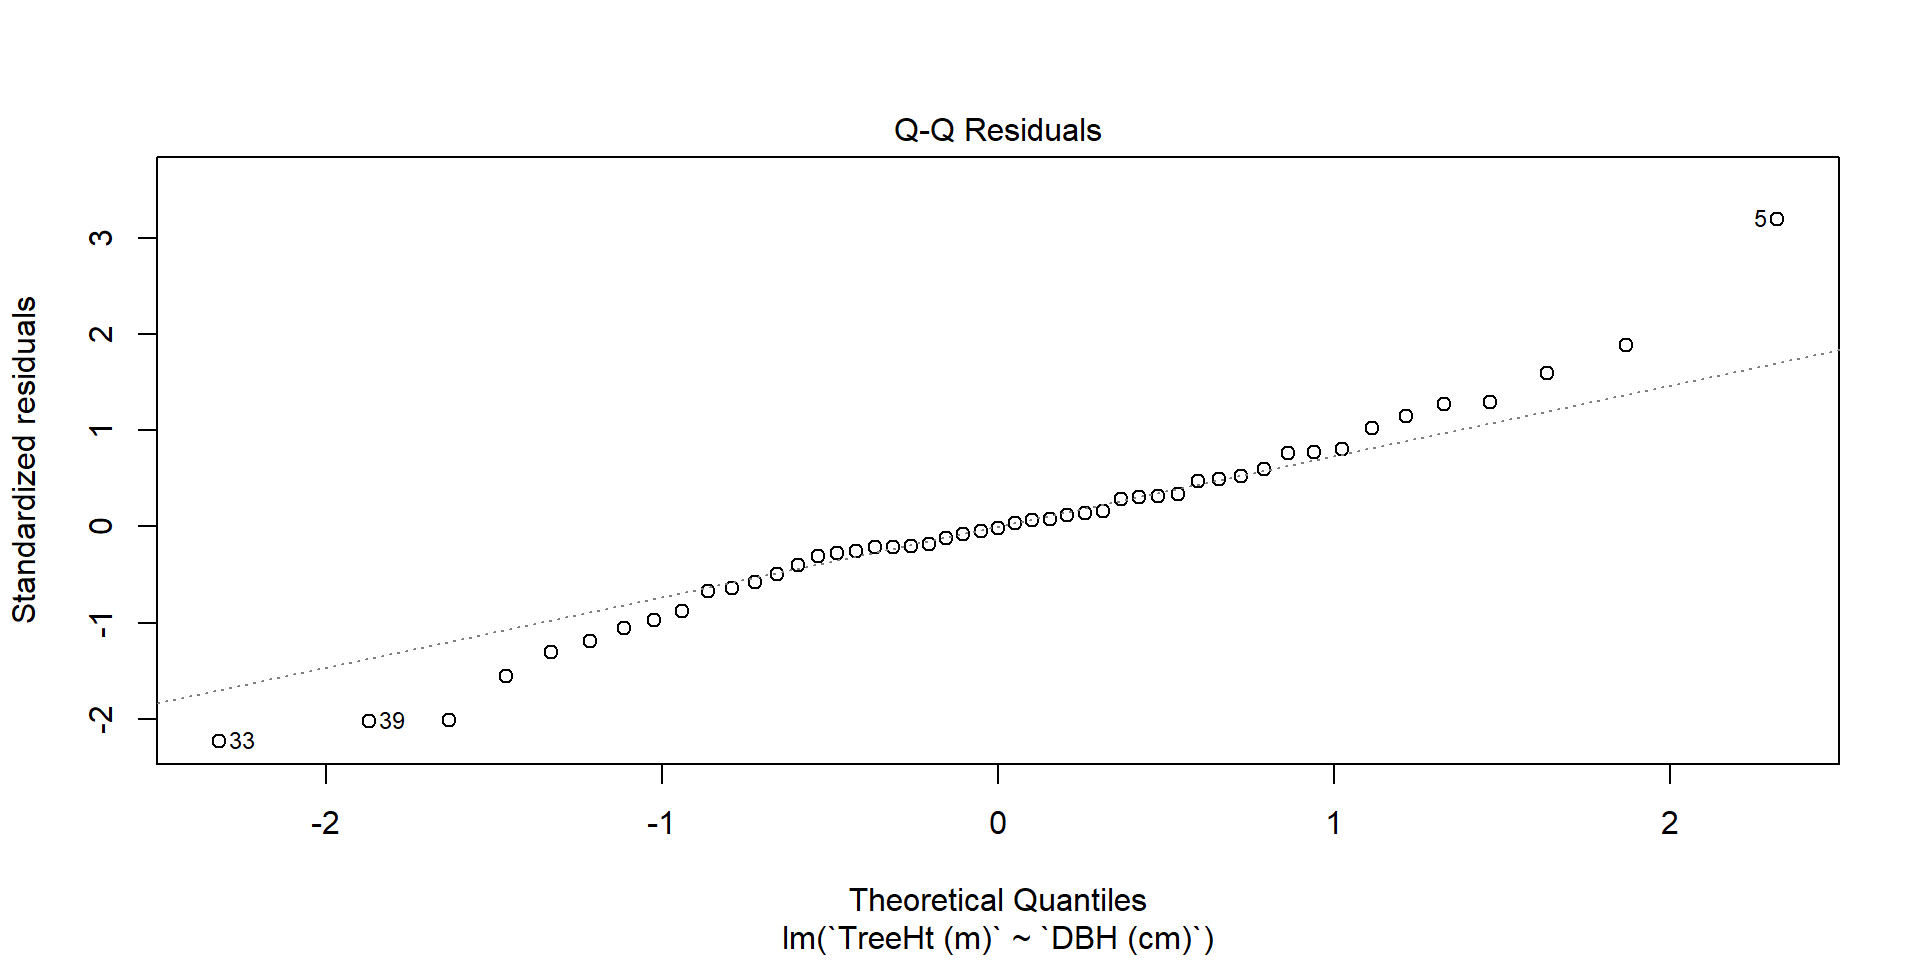 Q-Q Residuals
Standardized residuals
3
2
1
0
-1
-2
5
39
33
-2 -1 0 1 2
Theoretical Quantiles
lm(`TreeHt (m)` ~ `DBH (cm)`)